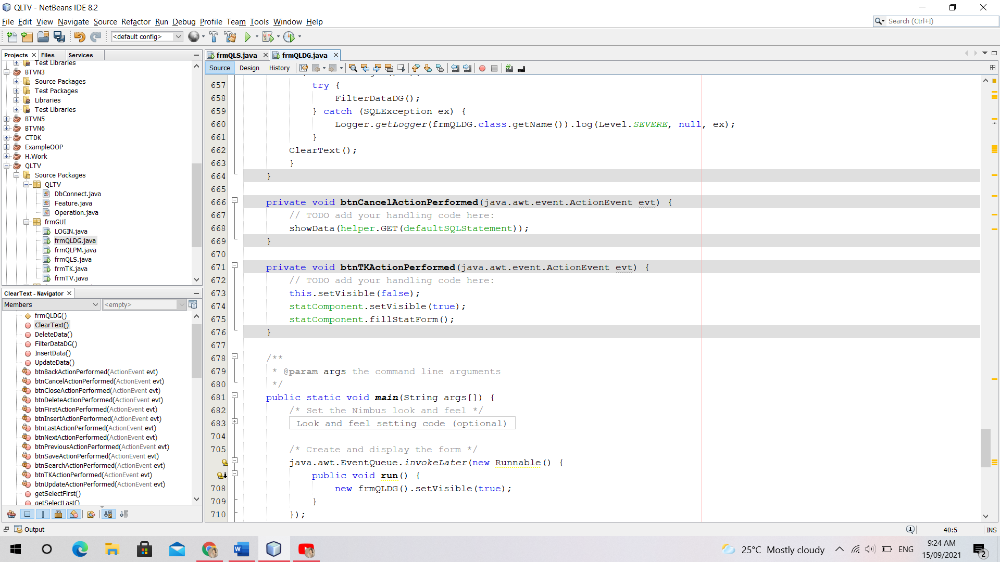 QLTV - NetBeans IDE 8.2
File Edit View Navigate Source Refactor Run Debug Profile Team Tools Window Help
Search (Ctrl+I)
<default config>
Projects Files Services
Test Libraries
BTVN3
Source Packages
Test Packages
Libraries
Test Libraries
BTVN5
BTVN6
CTDK
ExampleOOP
H.Work
QLTV
Source Packages
QLTV
DbConnect.java
Feature.java
Operation.java
frmGUI
LOGIN.java
frmQLDG.java
frmQLPM.java
frmQLS.java
frmTK.java
frmTV.java
ClearText - Navigator
Members <empty>
frmQLDG()
ClearText()
DeleteData()
FilterDataDG()
InsertData()
UpdateData()
btnBackActionPerformed(ActionEvent evt)
btnCancelActionPerformed(ActionEvent evt)
btnCloseActionPerformed(ActionEvent evt)
btnDeleteActionPerformed(ActionEvent evt)
btnFirstActionPerformed(ActionEvent evt)
btnInsertActionPerformed(ActionEvent evt)
btnLastActionPerformed(ActionEvent evt)
btnNextActionPerformed(ActionEvent evt)
btnPreviousActionPerformed(ActionEvent evt)
btnSaveActionPerformed(ActionEvent evt)
btnSearchActionPerformed(ActionEvent evt)
btnTKActionPerformed(ActionEvent evt)
btnUpdateActionPerformed(ActionEvent evt)
getSelectFirst()
getSelectLast()
frmQLS.java frmQLDG.java
Source Design History
657 try {
658 FilterDataDG();
659 } catch (SQLException ex) {
660 Logger.getLogger(frmQLDG.class.getName()).log(Level.SEVERE, null, ex);
661 }
662 ClearText();
663 }
664 }
665
666 private void btnCancelActionPerformed(java.awt.event.ActionEvent evt) {
667 // TODO add your handling code here:
668 showData(helper.GET(defaultSQLStatement));
669 }
670
671 private void btnTKActionPerformed(java.awt.event.ActionEvent evt) {
672 // TODO add your handling code here:
673 this.setVisible(false);
674 statComponent.setVisible(true);
675 statComponent.fillStatForm();
676 }
677
678 /**
679 * @param args the command line arguments
680 */
681 public static void main(String args[]) {
682 /* Set the Nimbus look and feel */
683 Look and feel setting code (optional)
704
705 /* Create and display the form */
java.awt.EventQueue.invokeLater(new Runnable() {
public void run() {
708 new frmQLDG().setVisible(true);
709 }
710 });
Output
1
40:5 INS
25°C Mostly cloudy
ENG
9:24 AM
15/09/2021
2